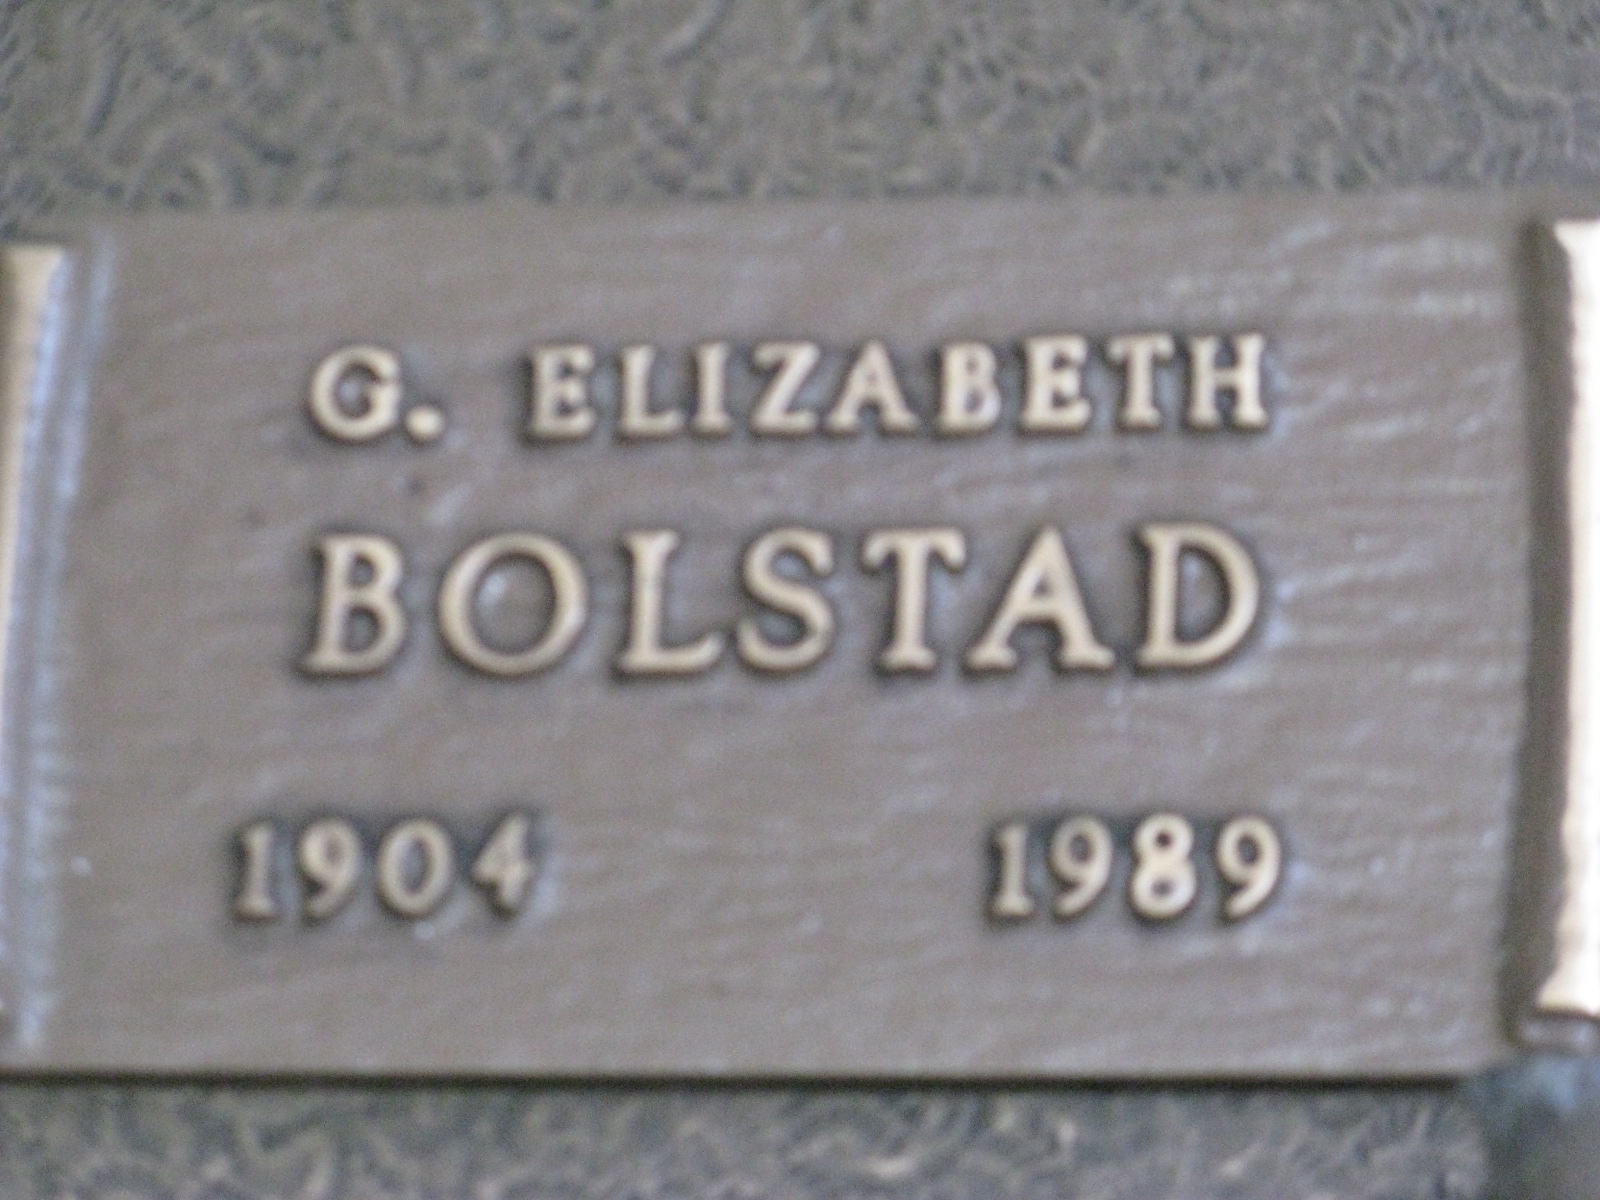 G. ELIZABETH
BOLSTAD
1904 1989